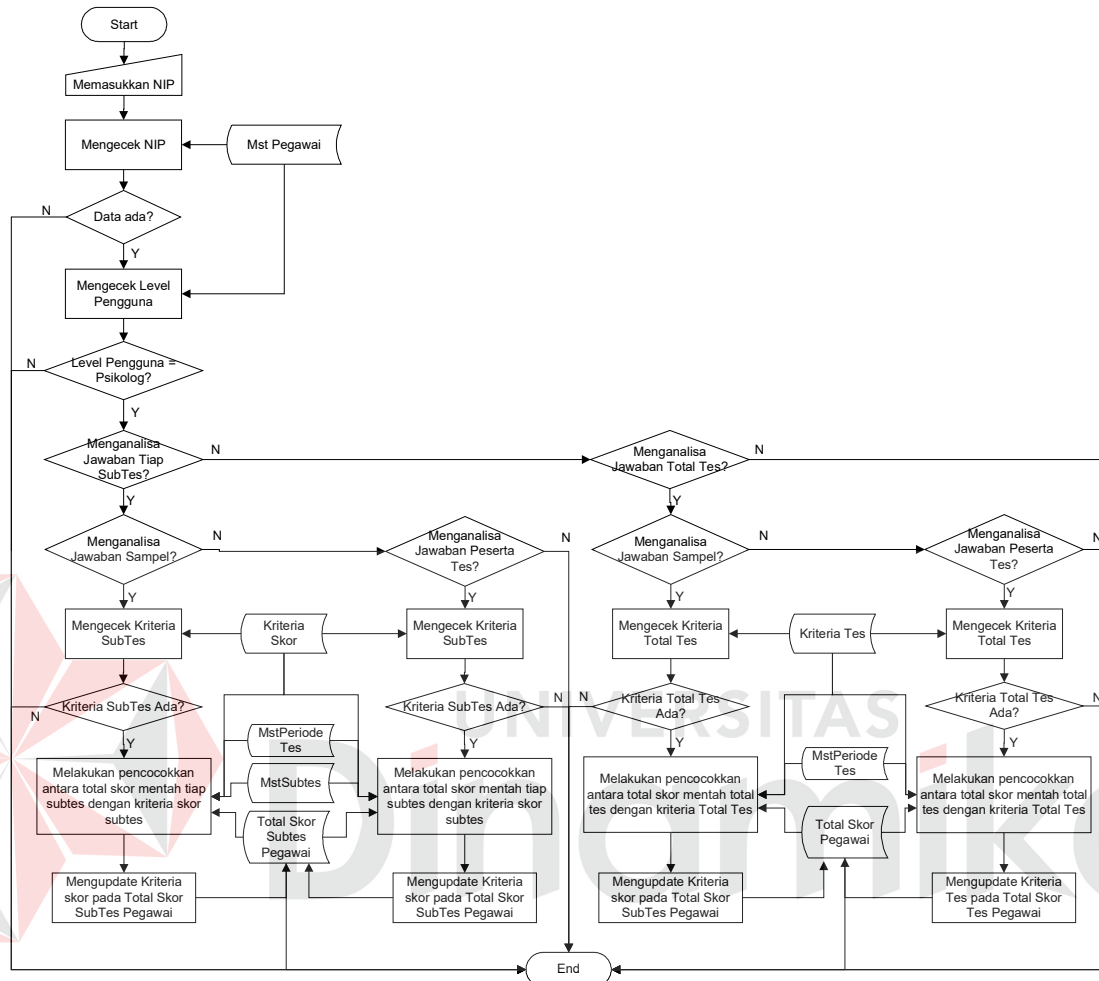 Start
Memasukkan NIP
Mengecek NIP
Mst Pegawai
N
Data ada?
Y
Mengecek Level
Pengguna
N
Level Pengguna =
Psikolog?
Y
Menganalisa
Jawaban Tiap
SubTes?
N
Menganalisa
Jawaban Total Tes?
N
Y
Y
Menganalisa
Jawaban Sampel?
N
Menganalisa
Jawaban Peserta
Tes?
N
Menganalisa
Jawaban Sampel?
N
Menganalisa
Jawaban Peserta
Tes?
N
Y
Y
Y
Y
Mengecek Kriteria
SubTes
Kriteria
Skor
Mengecek Kriteria
SubTes
Mengecek Kriteria
Total Tes
Kriteria Tes
Mengecek Kriteria
Total Tes
N
Kriteria SubTes Ada?
Kriteria SubTes Ada?
N
N
Kriteria Total Tes
Ada?
Kriteria Total Tes
Ada?
N
UNIVERSITAS
Y
Y
Y
Y
MstPeriode
Tes
MstPeriode
Tes
Melakukan pencocokkan
antara total skor mentah tiap
subtes dengan kriteria skor
subtes
MstSubtes
Total Skor
Subtes
Pegawai
Melakukan pencocokkan
antara total skor mentah tiap
subtes dengan kriteria skor
subtes
Melakukan pencocokkan
antara total skor mentah total
tes dengan kriteria Total Tes
Total Skor
Pegawai
Melakukan pencocokkan
antara total skor mentah total
tes dengan kriteria Total Tes
Dinamika
Mengupdate Kriteria
skor pada Total Skor
SubTes Pegawai
Mengupdate Kriteria
skor pada Total Skor
SubTes Pegawai
Mengupdate Kriteria
skor pada Total Skor
SubTes Pegawai
Mengupdate Kriteria
Tes pada Total Skor
Tes Pegawai
End